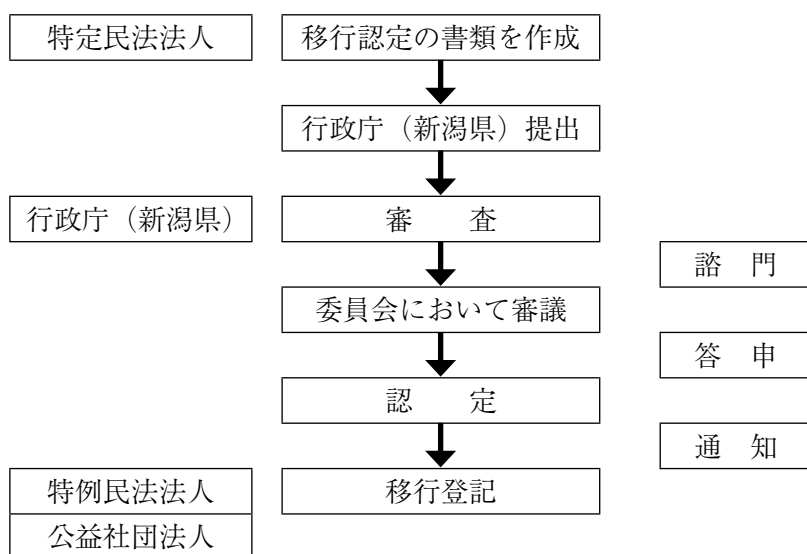 特定民法法人　移行認定の書類を作成
行政庁（新潟県）提出
行政庁（新潟県）　審　査
諮　門
委員会において審議
答　申
認　定
通　知
特例民法法人　移行登記
公益社団法人